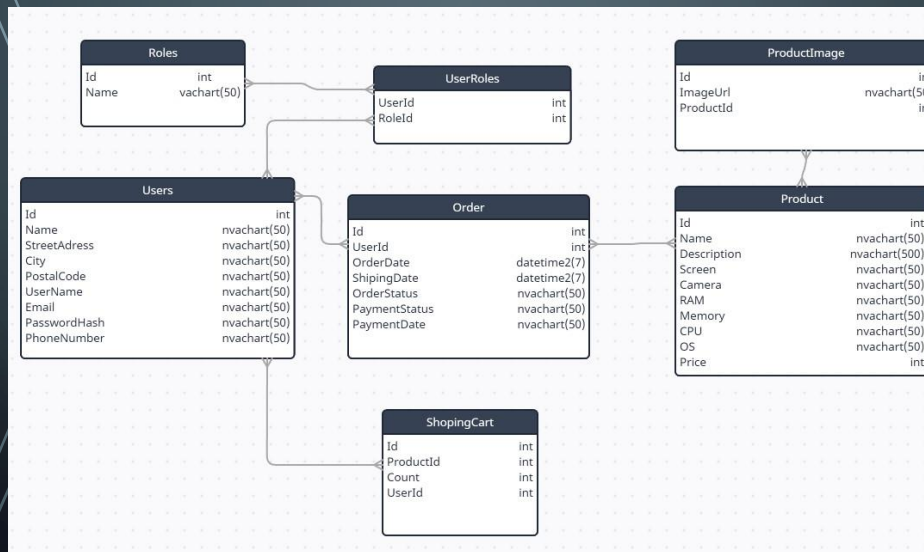 Roles
Id int
Name vachart(50)
UserRoles
UserId int
RoleId int
ProductImage
Id
ImageUrl
ProductId
Users
Id int
Name nvachart(50)
StreetAdress nvachart(50)
City nvachart(50)
PostalCode nvachart(50)
UserName nvachart(50)
Email nvachart(50)
PasswordHash nvachart(50)
PhoneNumber nvachart(50)
Order
Id int
UserId int
OrderDate datetime2(7)
ShipingDate datetime2(7)
OrderStatus nvachart(50)
PaymentStatus nvachart(50)
PaymentDate nvachart(50)
Product
Id int
Name nvachart(50)
Description nvachart(500)
Screen nvachart(50)
Camera nvachart(50)
RAM nvachart(50)
Memory nvachart(50)
CPU nvachart(50)
OS nvachart(50)
Price int
ShopingCart
Id int
ProductId int
Count int
UserId int